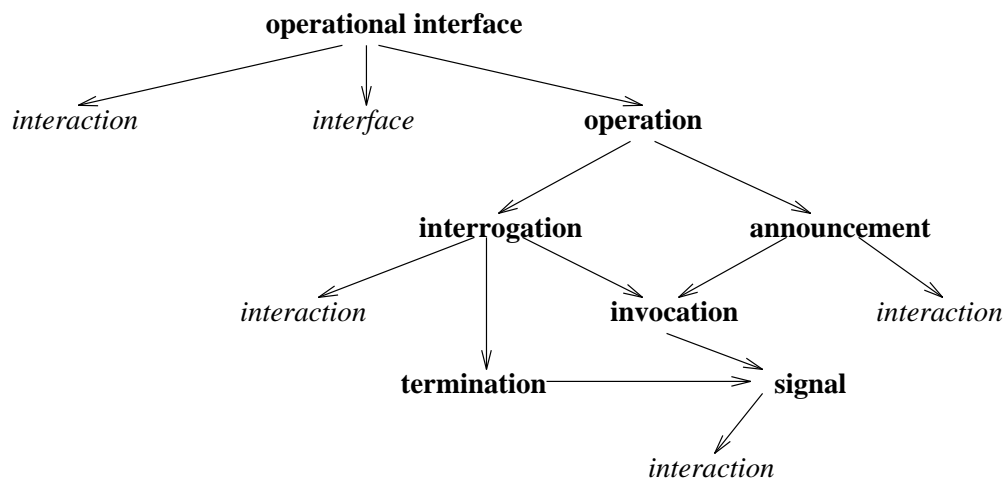 operational interface
interaction
interface
operation
interrogation
announcement
interaction
invocation
interaction
termination
signal
interaction